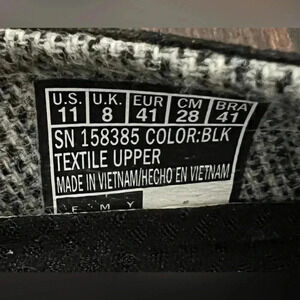 U.S. U.K. EUR CM BRA
11 8 41 28 41
SN 158385 COLOR:BLK
TEXTILE UPPER
MADE IN VIETNAM/HECHO EN VIETNAM
F M Y